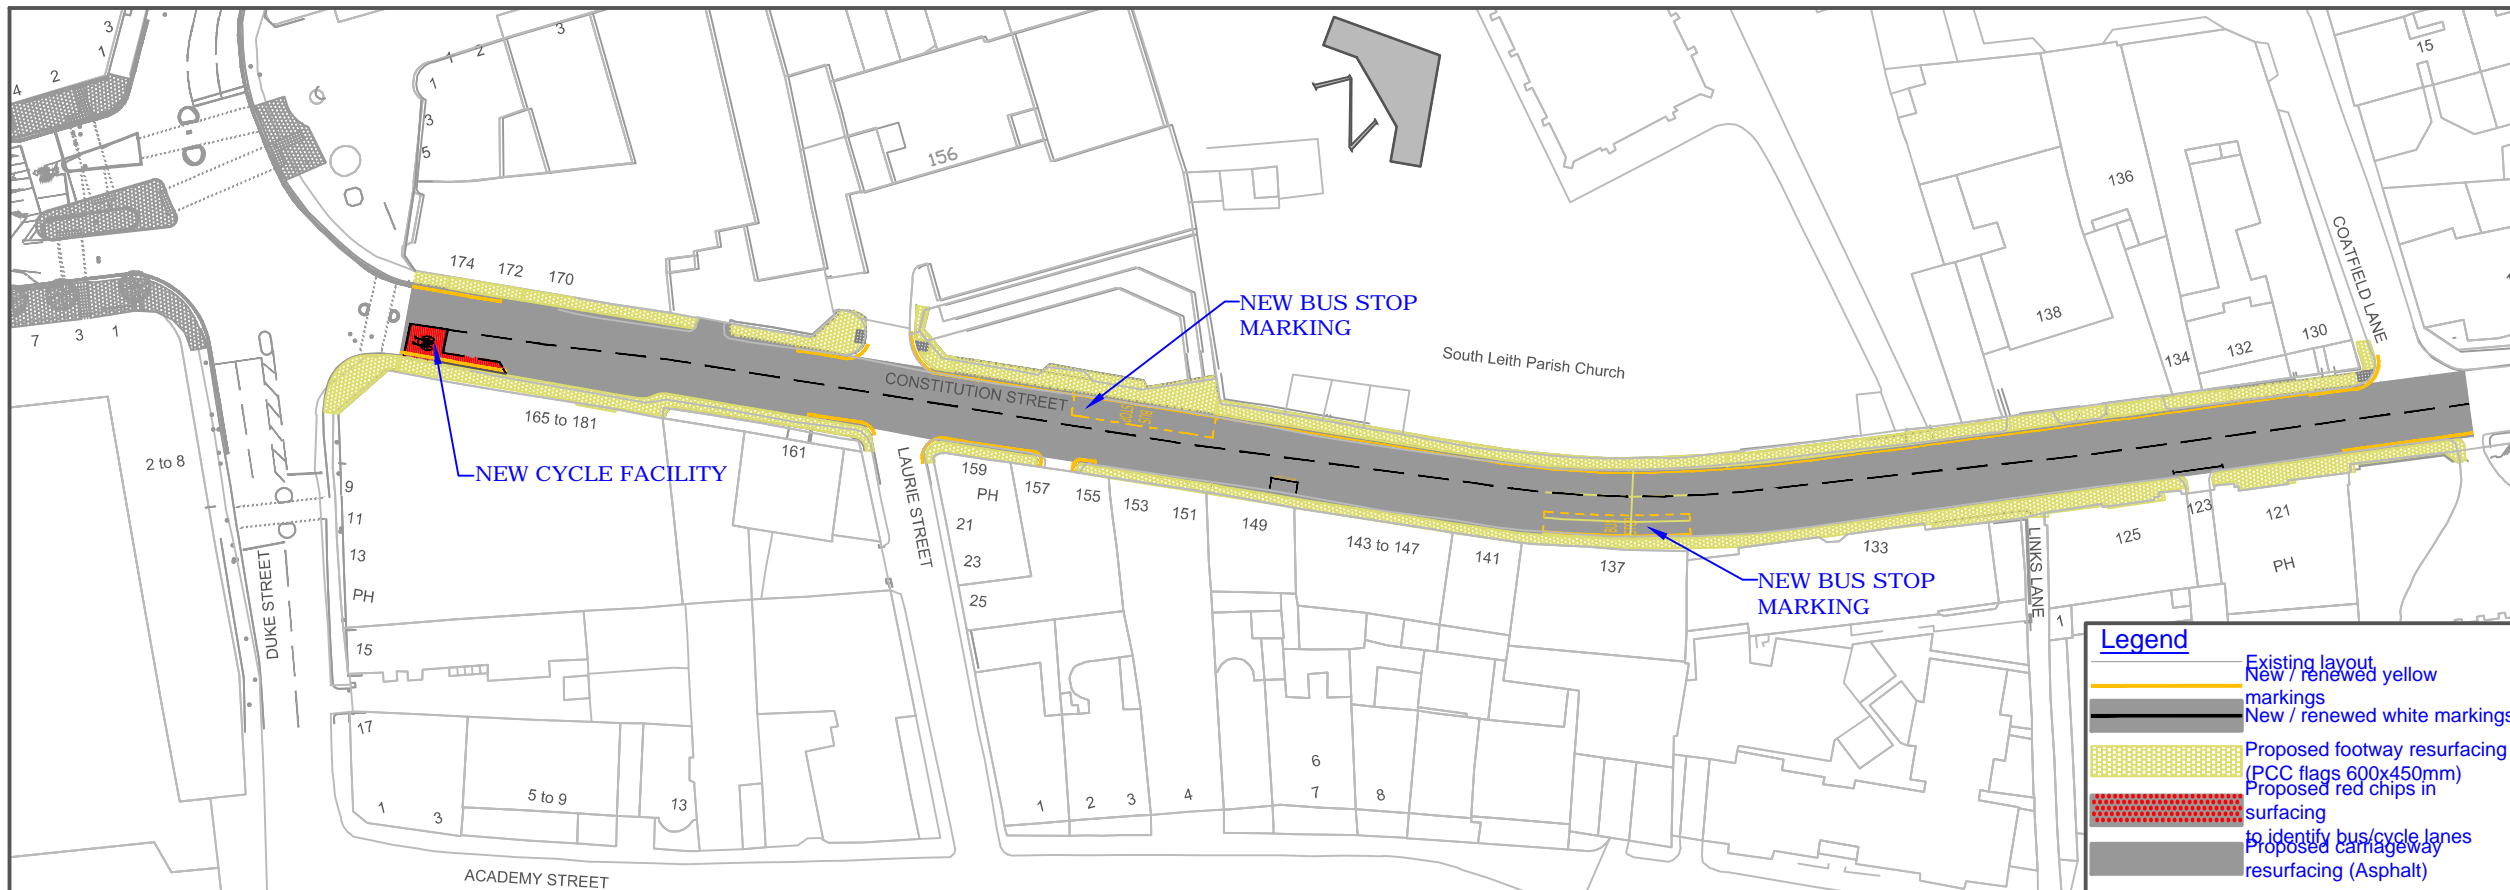 3
1
2
4
1
2
3
1
3
5
156
15
136
COATFIELD LANE
174
172
170
NEW BUS STOP
MARKING
138
134
132
130
7
3
1
South Leith Parish Church
CONSTITUTION STREET
BUS
STOP
165 to 181
161
2 to 8
NEW CYCLE FACILITY
LAURIE STREET
159
PH
157
155
153
151
149
143 to 147
141
137
133
125
123
121
PH
9
11
13
PH
15
17
21
23
25
NEW BUS STOP
MARKING
LINKS LANE
1
DUKE STREET
1
3
5 to 9
13
1
2
3
4
6
7
8
ACADEMY STREET
Legend
Existing layout
New / renewed yellow
markings
New / renewed white markings
Proposed footway resurfacing
(PCC flags 600x450mm)
Proposed red chips in
surfacing
to identify bus/cycle lanes
Proposed carriageway
resurfacing (Asphalt)